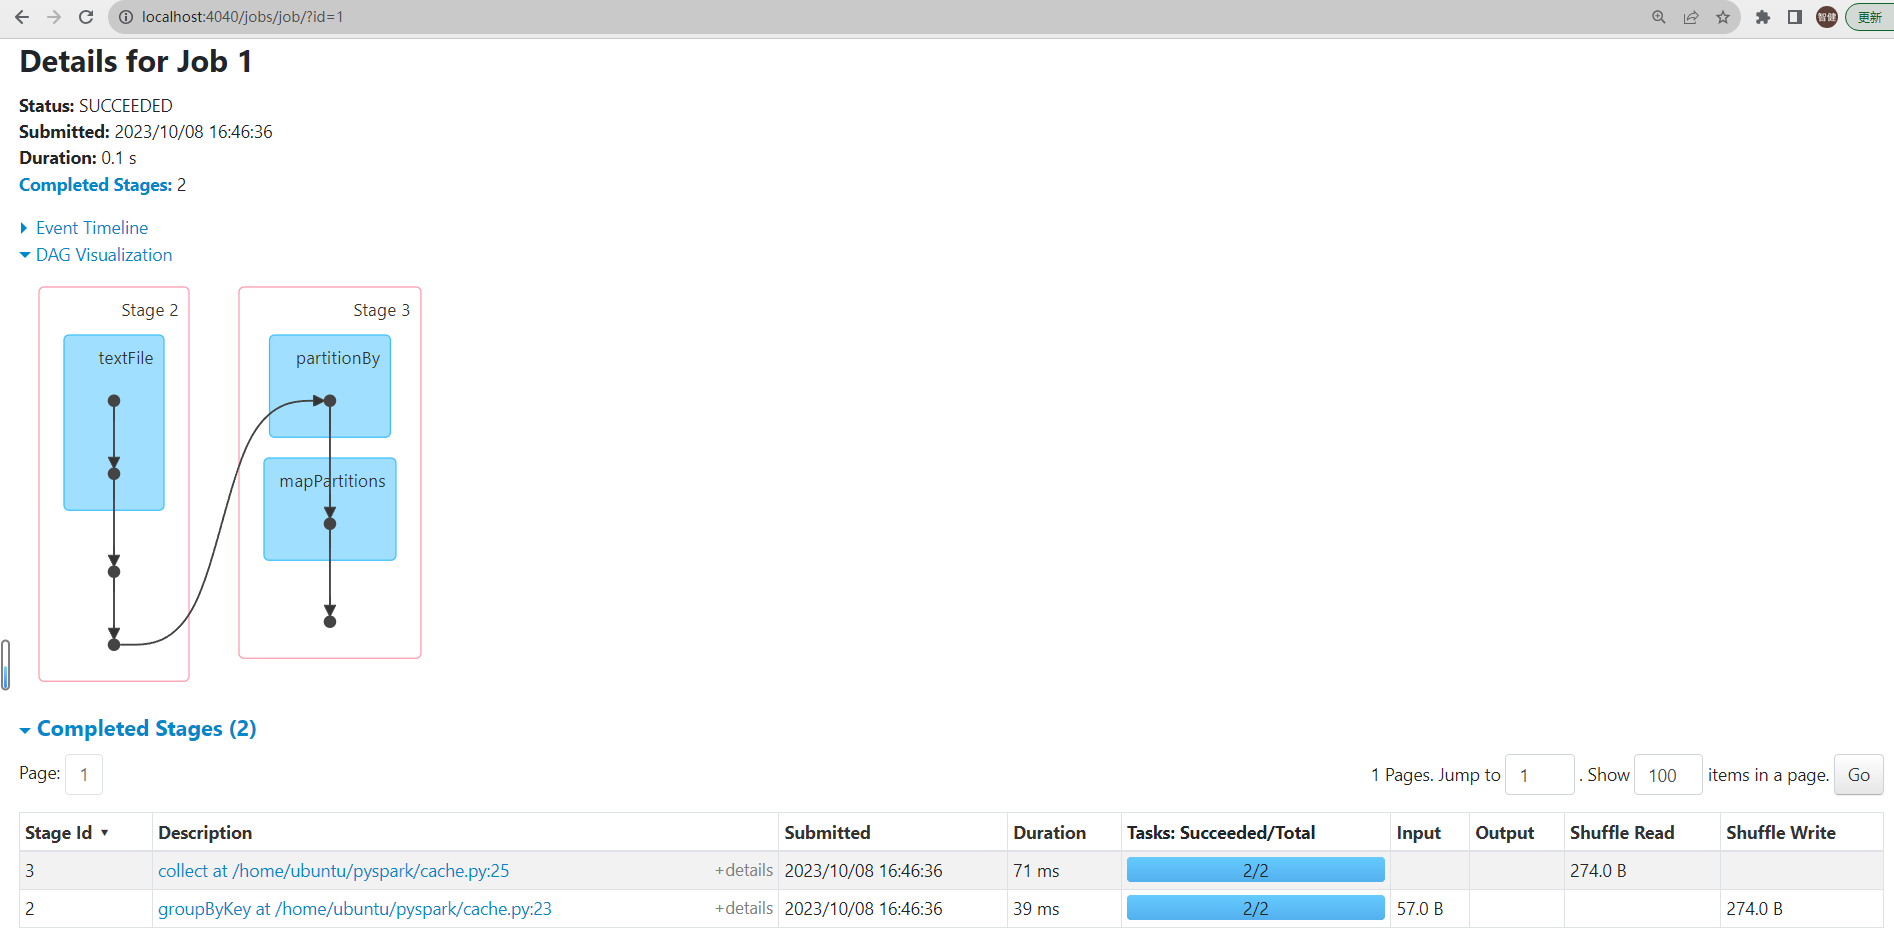 localhost:4040/jobs/job/?id=1
智健
更新
Details for Job 1
Status: SUCCEEDED
Submitted: 2023/10/08 16:46:36
Duration: 0.1 s
Completed Stages: 2
Event Timeline
DAG Visualization
Stage 2
Stage 3
textFile
partitionBy
mapPartitions
Completed Stages (2)
Page: 1
1 Pages. Jump to 1 . Show 100 items in a page. Go
Stage Id ▾ Description Submitted Duration Tasks: Succeeded/Total Input Output Shuffle Read Shuffle Write
3 collect at /home/ubuntu/pyspark/cache.py:25 +details 2023/10/08 16:46:36 71 ms 2/2 274.0 B
2 groupByKey at /home/ubuntu/pyspark/cache.py:23 +details 2023/10/08 16:46:36 39 ms 2/2 57.0 B 274.0 B